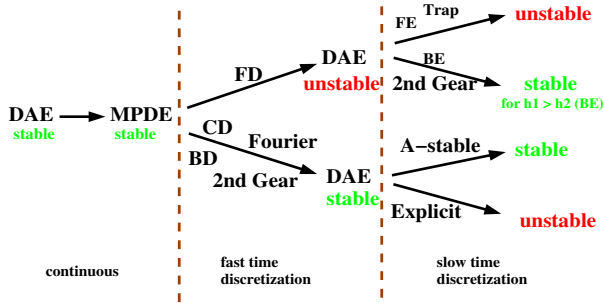 Trap
unstable
FE
DAE
BE
FD
unstable
2nd Gear
stable
for h1 > h2 (BE)
DAE
MPDE
stable
stable
CD
Fourier
A-stable
stable
BD
2nd Gear
DAE
stable
Explicit
unstable
continuous
fast time
discretization
slow time
discretization